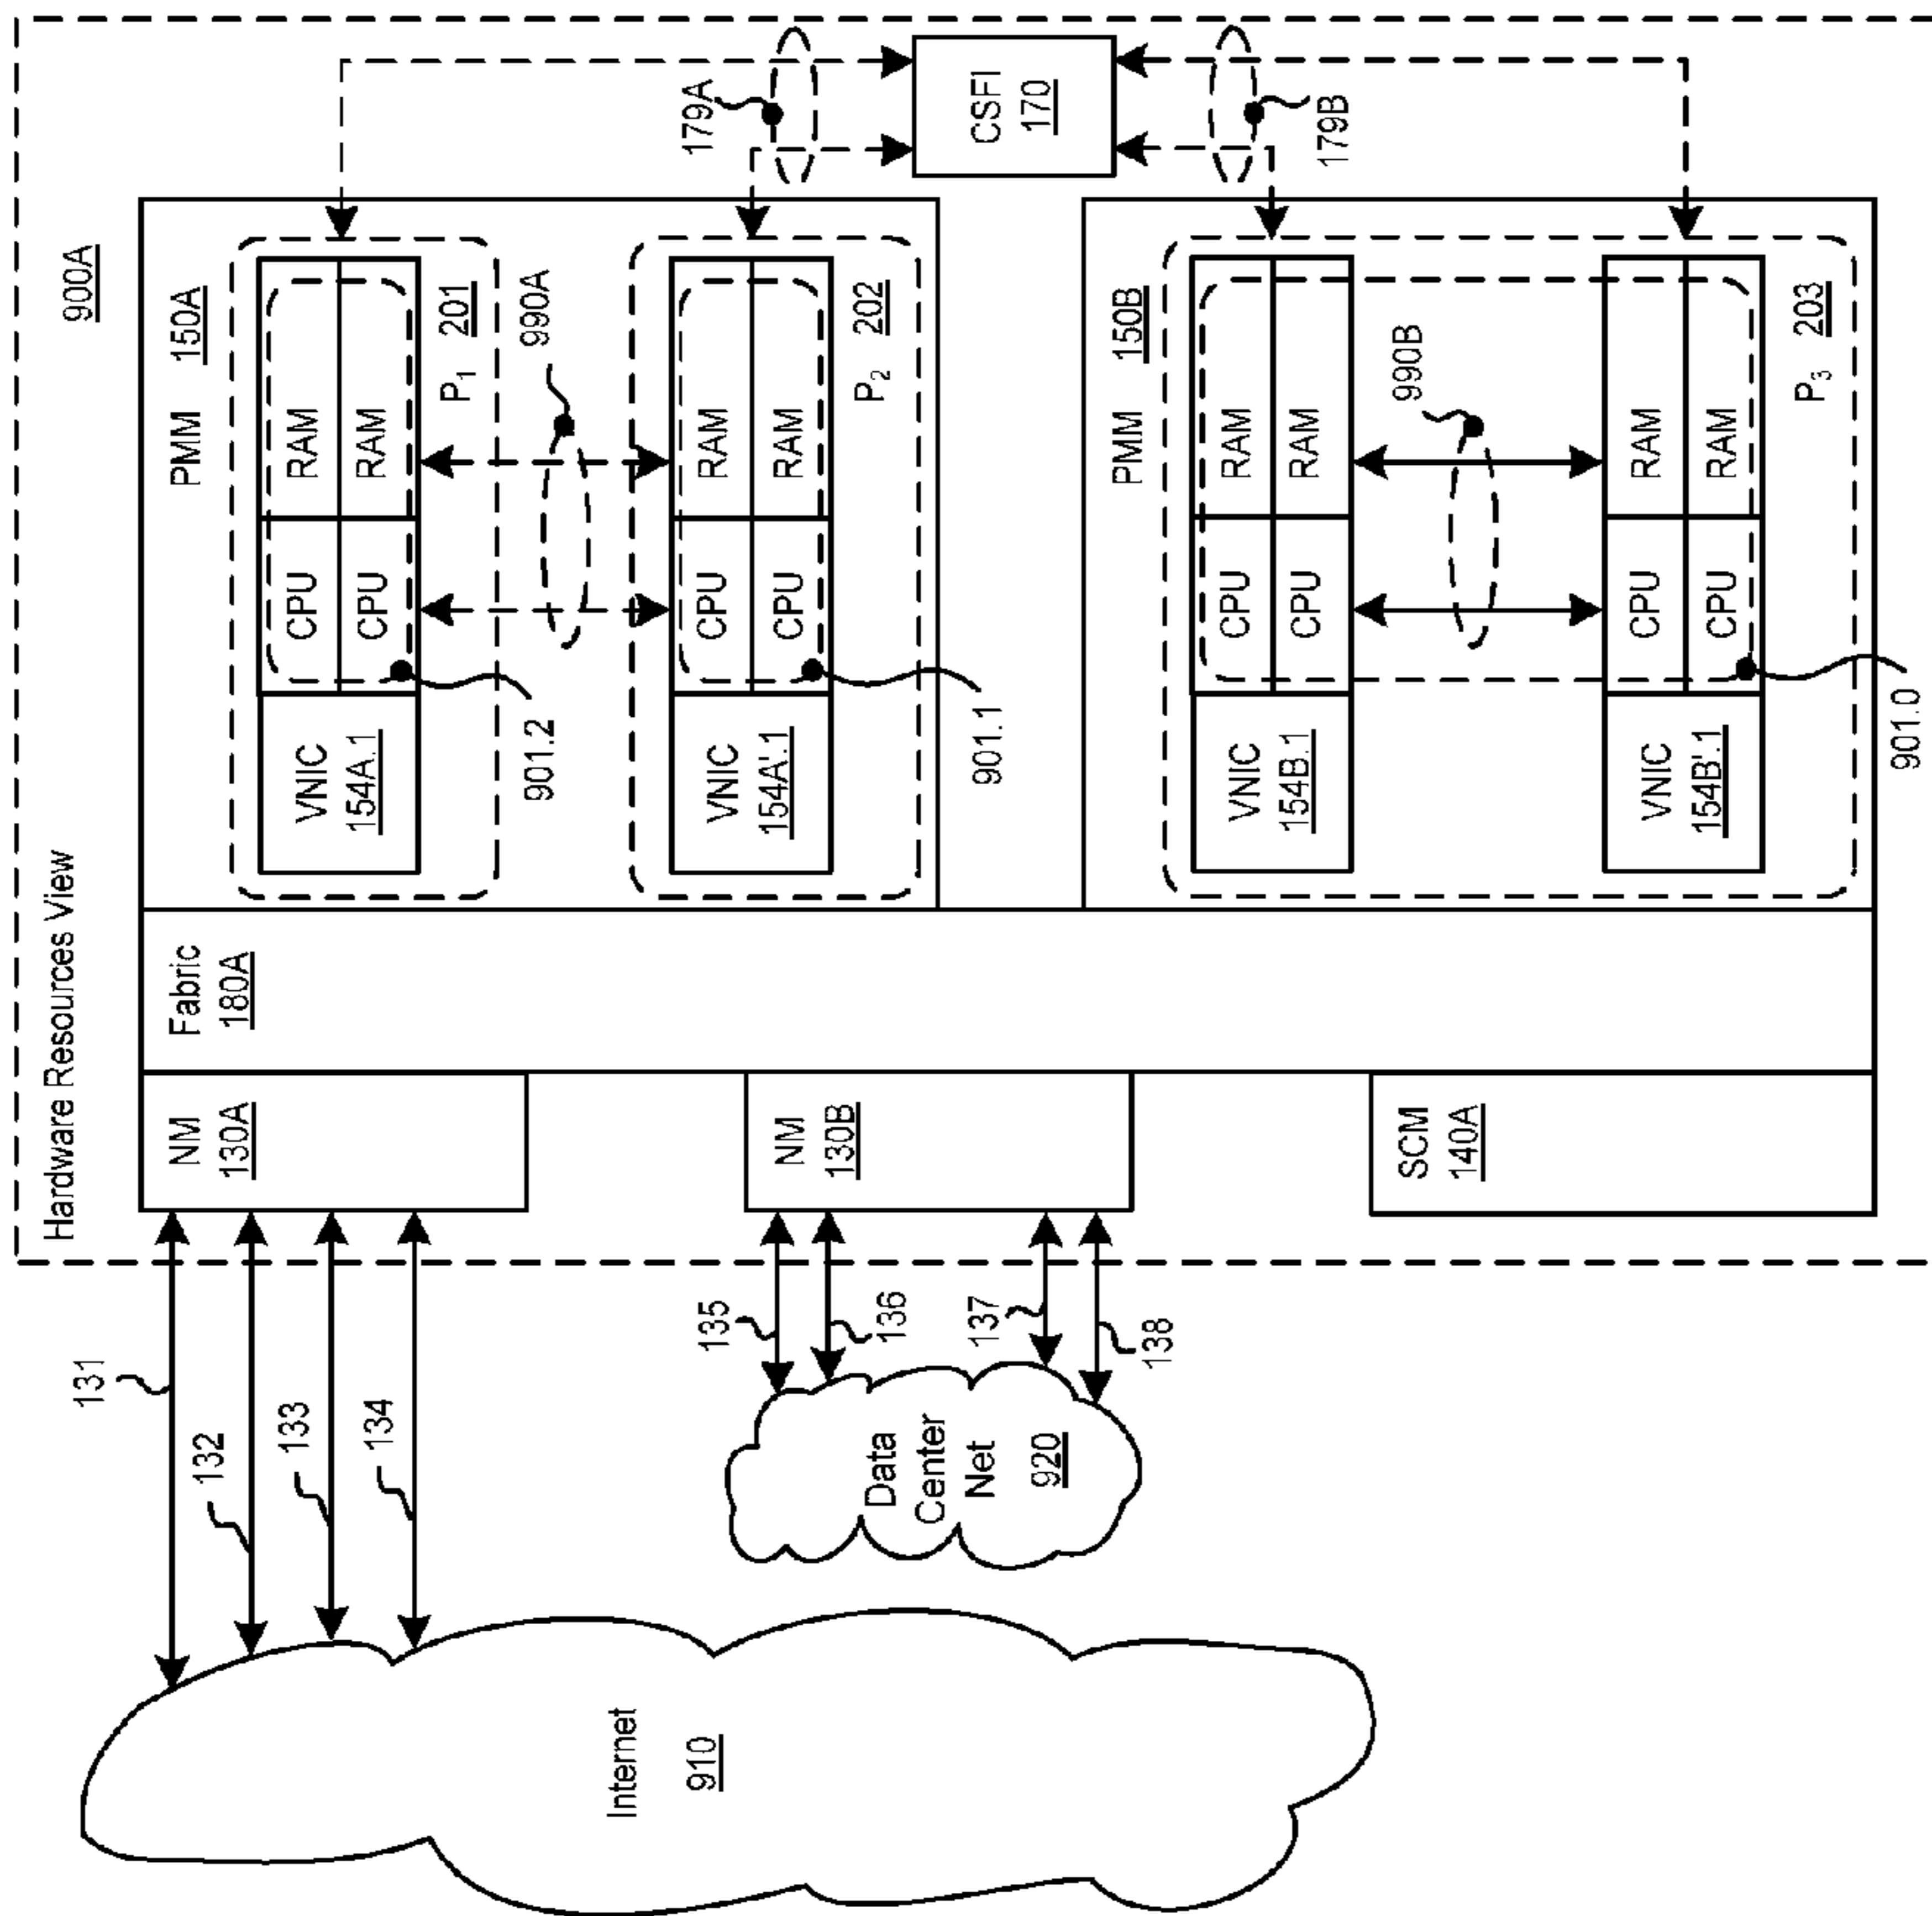 Hardware Resources View
900A
Internet
910
131
132
133
134
Data
Center
Net
920
135
136
137
138
NM
130A
NM
130B
SCM
140A
Fabric
180A
PMM 150A
VNIC
154A.1
CPU RAM
CPU RAM
P1 201
901.2
990A
VNIC
154A'.1
CPU RAM
CPU RAM
P2 202
901.1
PMM 150B
VNIC
154B.1
CPU RAM
CPU RAM
990B
VNIC
154B'.1
CPU RAM
CPU RAM
P3 203
901.0
179A
CSFI
170
179B